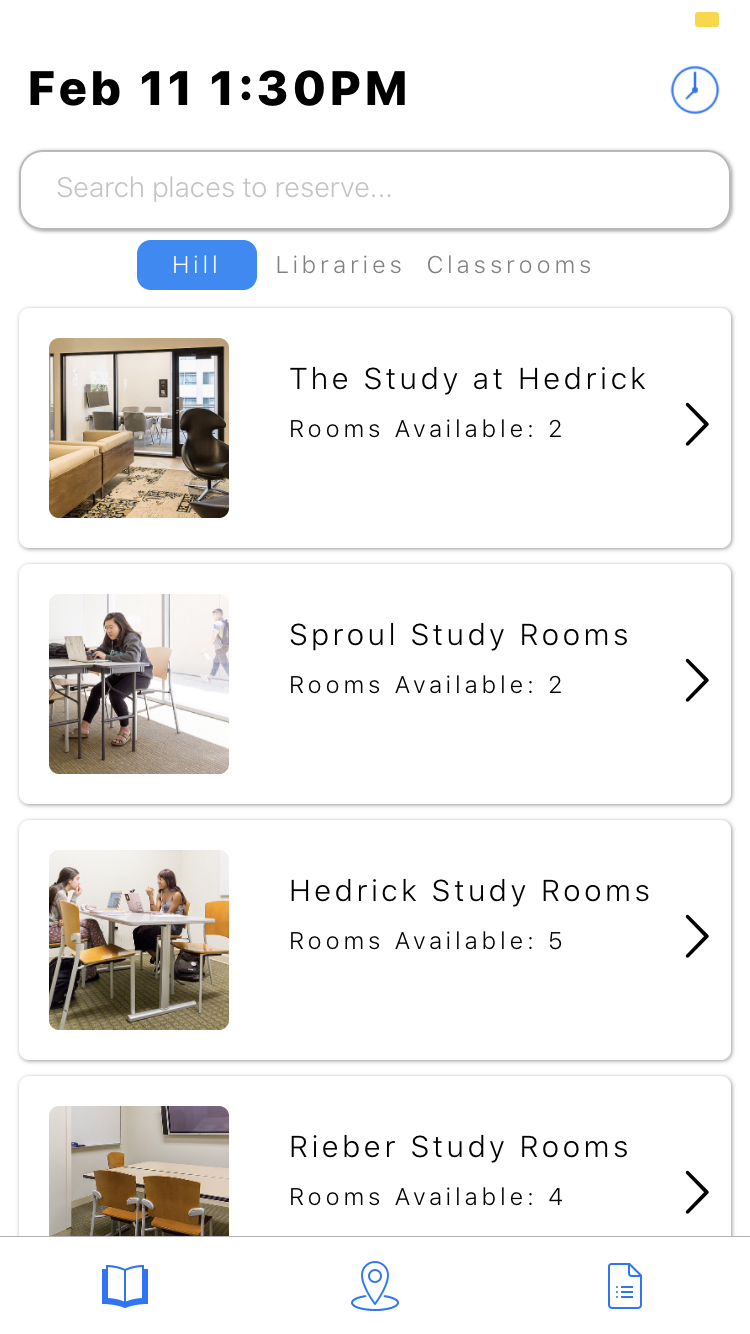 Feb 11 1:30PM
Search places to reserve...
Hill Libraries Classrooms
The Study at Hedrick
Rooms Available: 2
Sproul Study Rooms
Rooms Available: 2
Hedrick Study Rooms
Rooms Available: 5
Rieber Study Rooms
Rooms Available: 4